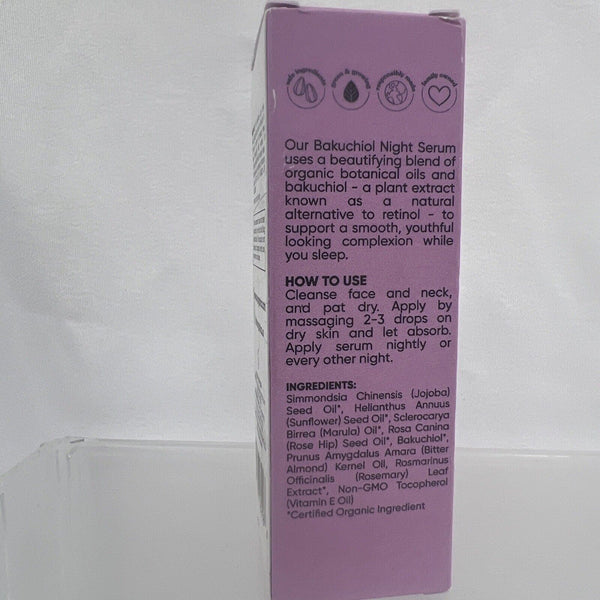 responsibly made
family owned
Our Bakuchiol Night Serum
uses a beautifying blend of
organic botanical oils and
bakuchiol - a plant extract
known as a natural
alternative to retinol - to
support a smooth, youthful
looking complexion while
you sleep.
HOW TO USE
Cleanse face and neck,
and pat dry. Apply by
massaging 2-3 drops on
dry skin and let absorb.
Apply serum nightly or
every other night.
INGREDIENTS:
Simmondsia Chinensis (Jojoba)
Seed Oil*, Helianthus Annuus
(Sunflower) Seed Oil*, Sclerocarya
Birrea (Marula) Oil*, Rosa Canina
(Rose Hip) Seed Oil*, Bakuchiol*,
Prunus Amygdalus Amara (Bitter
Almond) Kernel Oil, Rosmarinus
Officinalis (Rosemary) Leaf
Extract*, Non-GMO Tocopherol
(Vitamin E Oil)
*Certified Organic Ingredient